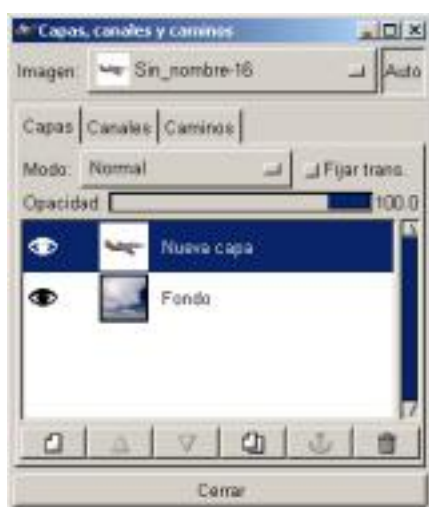 Capas, canales y caminos
Imagen: Sin_nombre-16 Auto
Capas Canales Caminos
Modo: Normal Fijar trans.
Opacidad 100.0
Nueva capa
Fondo
Cerrar